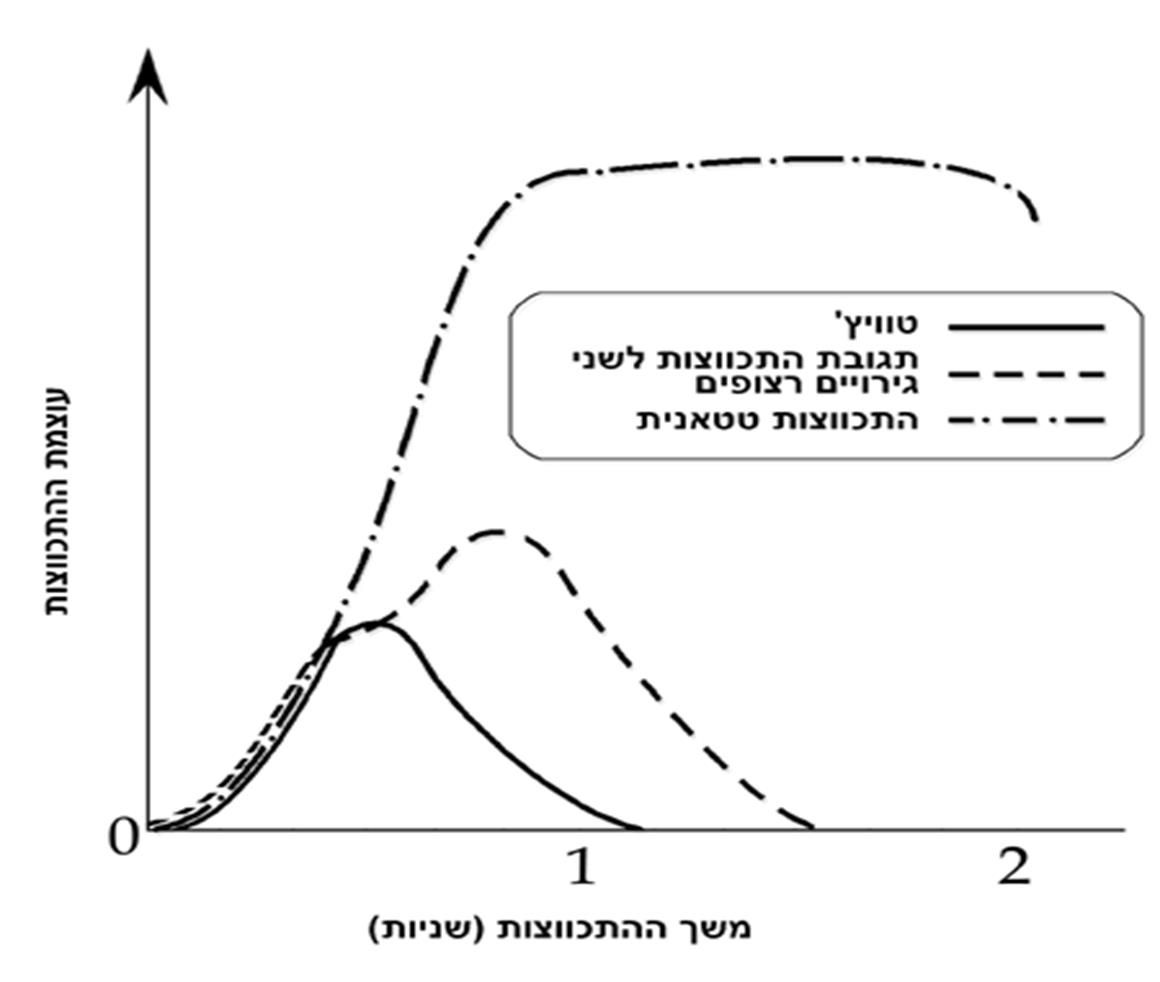 עוצמת ההתכווצות
טוויץ'
תגובת התכווצות לשני
גירויים רצופים
התכווצות טטאנית
0
1
2
משך ההתכווצות (שניות)